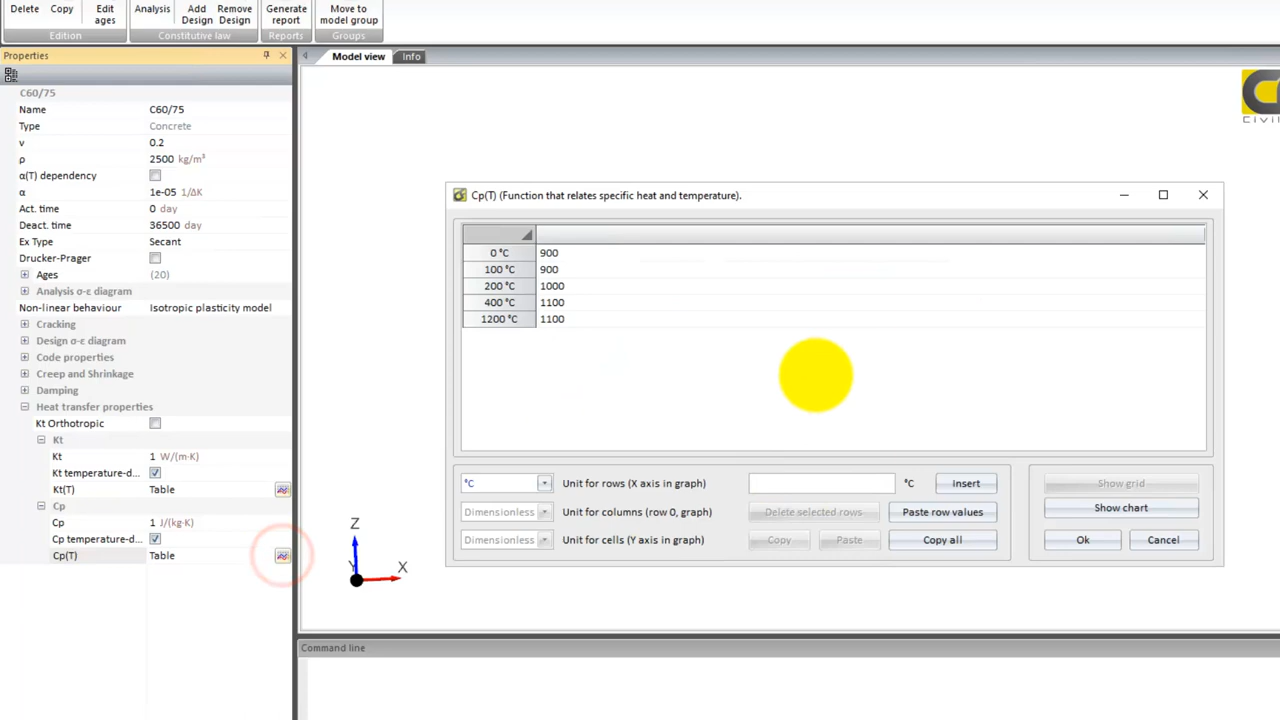 Delete Copy Edit ages Analysis Add Design Remove Design Generate report Move to model group
Edition Constitutive law Reports Groups
Properties
Model view Info
C60/75
Name C60/75
Type Concrete
ν 0.2
ρ 2500 kg/m³
α(T) dependency
α 1e-05 1/ΔK
Act. time 0 day
Deact. time 36500 day
Ex Type Secant
Drucker-Prager
Ages {20}
Analysis σ-ε diagram
Non-linear behaviour Isotropic plasticity model
Cracking
Design σ-ε diagram
Code properties
Creep and Shrinkage
Damping
Heat transfer properties
Kt Orthotropic
Kt
Kt 1 W/(m·K)
Kt temperature-d...
Kt(T) Table
Cp
Cp 1 J/(kg·K)
Cp temperature-d...
Cp(T) Table
Cp(T) (Function that relates specific heat and temperature).
0 °C 900
100 °C 900
200 °C 1000
400 °C 1100
1200 °C 1100
°C Unit for rows (X axis in graph) °C Insert Show grid
Dimensionless Unit for columns (row 0, graph) Delete selected rows Paste row values Show chart
Dimensionless Unit for cells (Y axis in graph) Copy Paste Copy all Ok Cancel
Z
Y X
Command line